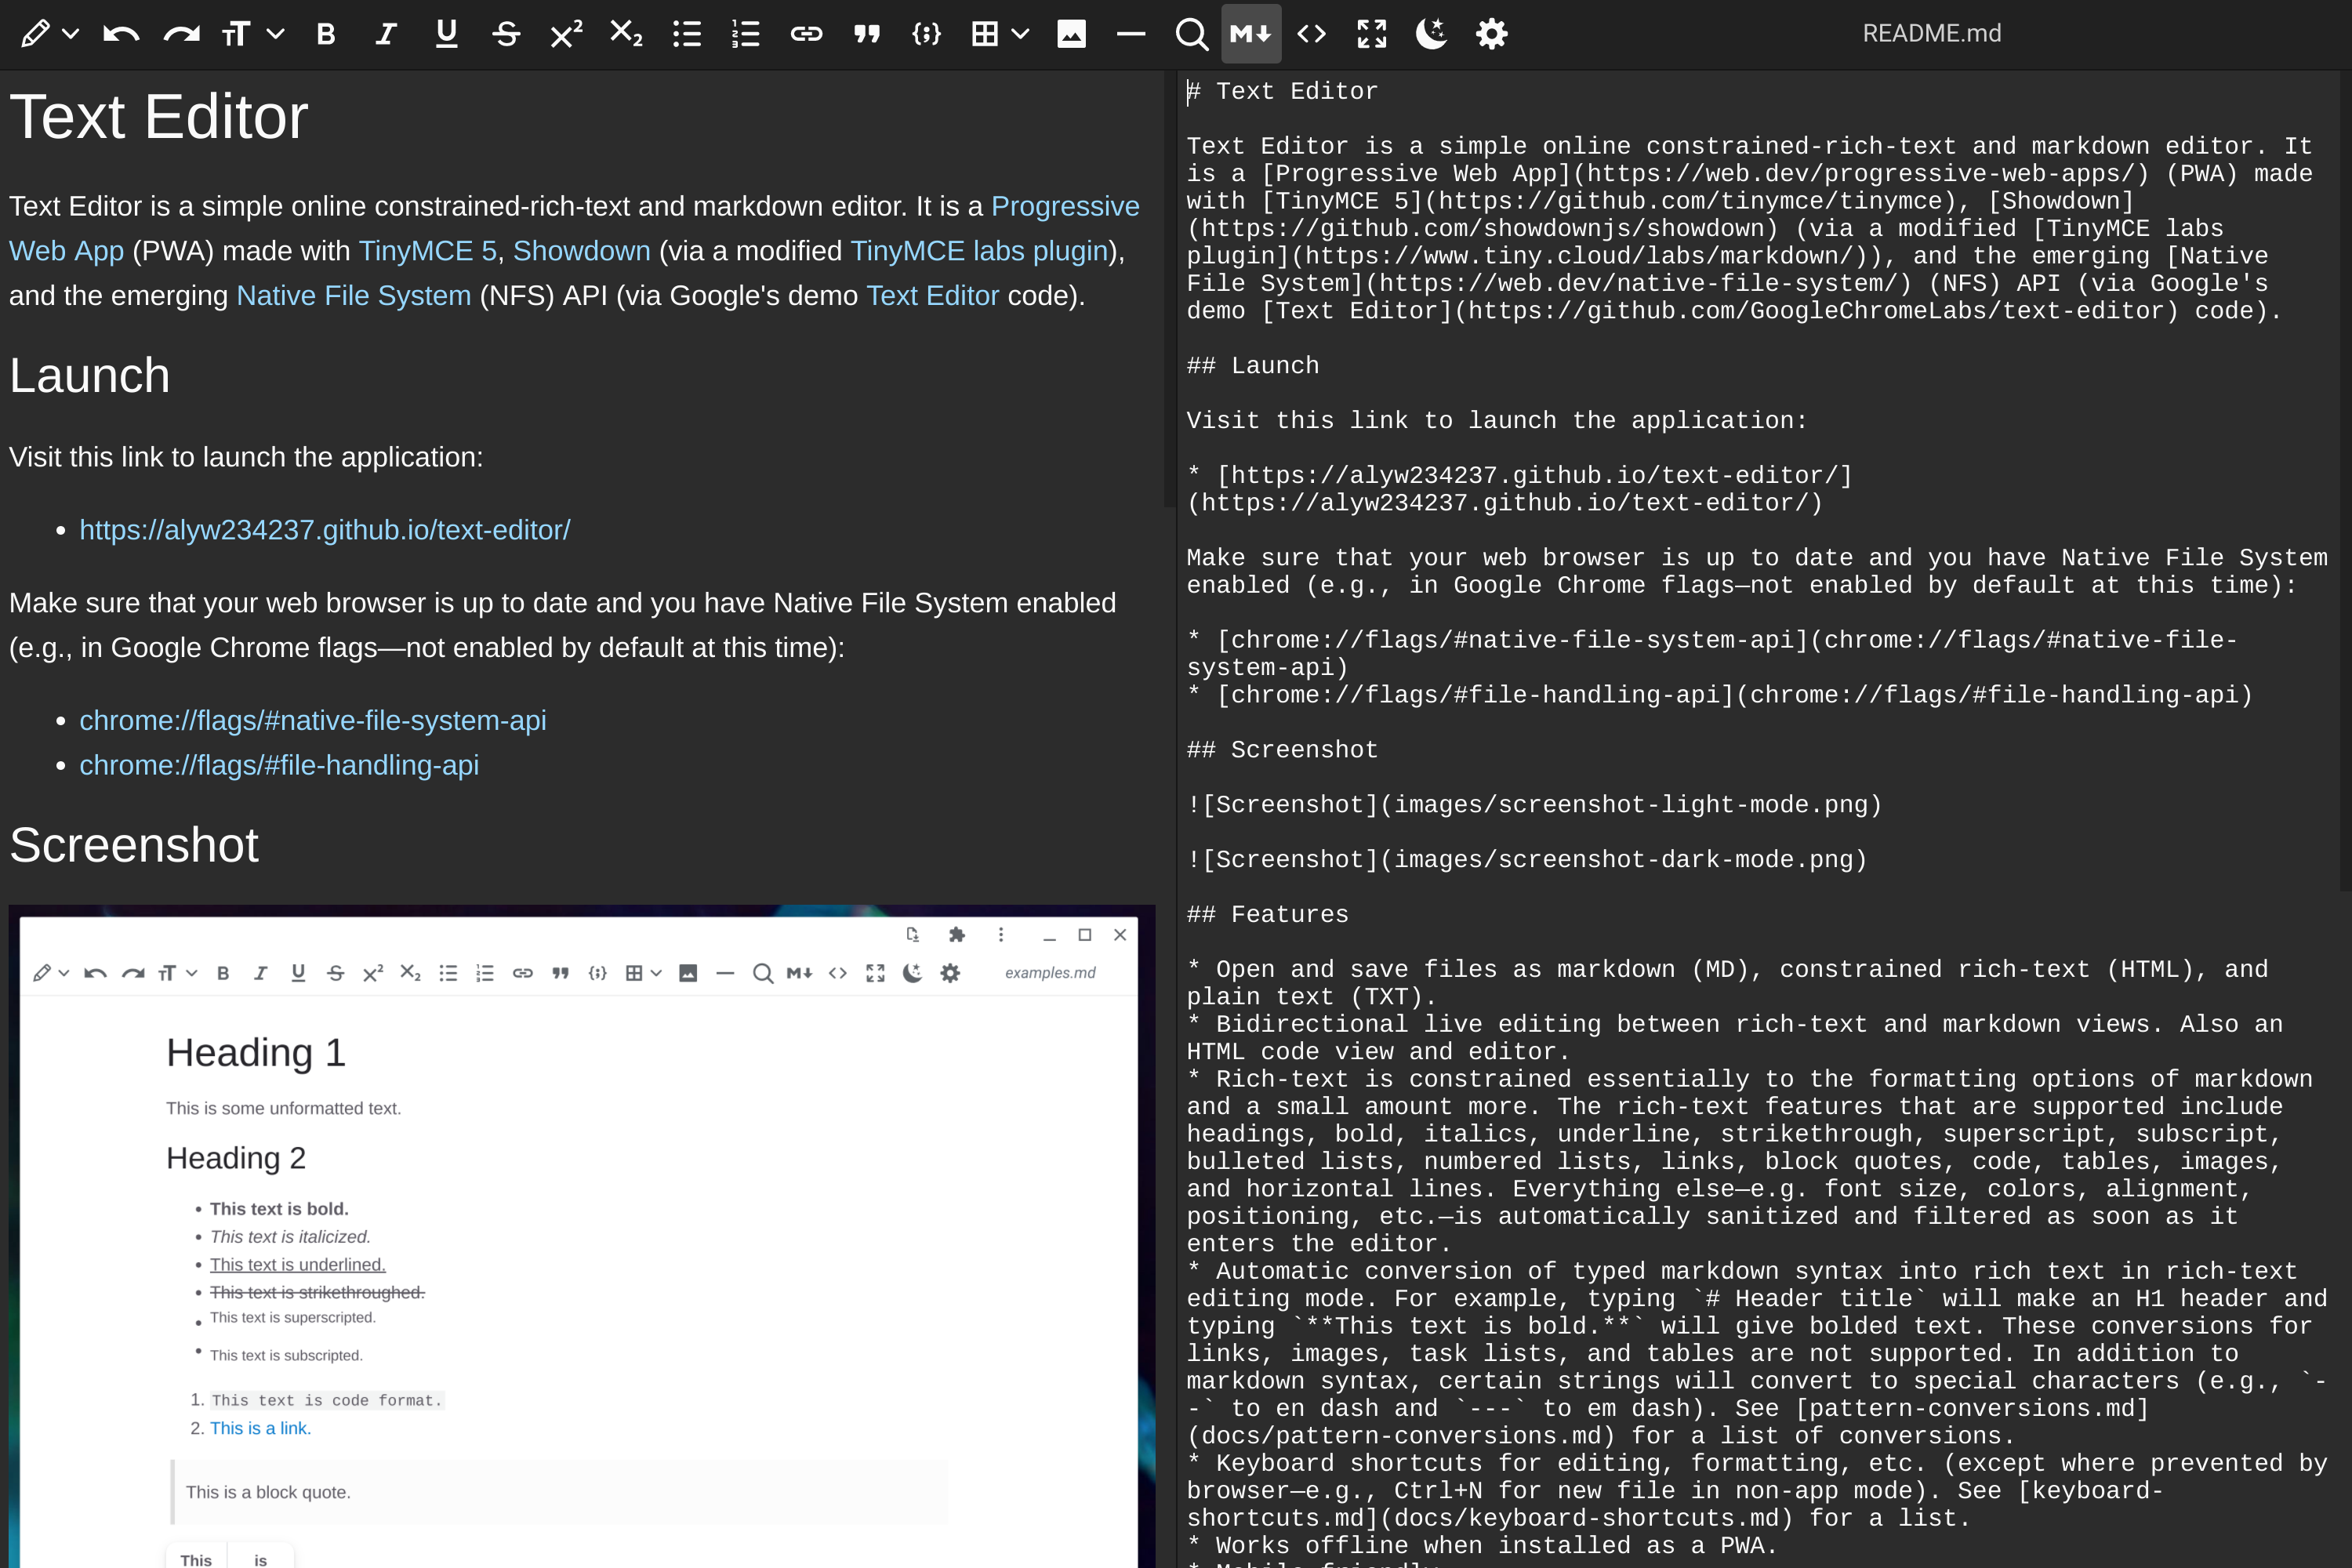 README.md
Text Editor
Text Editor is a simple online constrained-rich-text and markdown editor. It is a Progressive
Web App (PWA) made with TinyMCE 5, Showdown (via a modified TinyMCE labs plugin),
and the emerging Native File System (NFS) API (via Google's demo Text Editor code).
Launch
Visit this link to launch the application:
• https://alyw234237.github.io/text-editor/
Make sure that your web browser is up to date and you have Native File System enabled
(e.g., in Google Chrome flags—not enabled by default at this time):
• chrome://flags/#native-file-system-api
• chrome://flags/#file-handling-api
Screenshot
examples.md
Heading 1
This is some unformatted text.
Heading 2
• This text is bold.
• This text is italicized.
• This text is underlined.
• This text is strikethroughed.
• This text is superscripted.
• This text is subscripted.
1. This text is code format.
2. This is a link.
This is a block quote.
This is
# Text Editor
Text Editor is a simple online constrained-rich-text and markdown editor. It
is a [Progressive Web App](https://web.dev/progressive-web-apps/) (PWA) made
with [TinyMCE 5](https://github.com/tinymce/tinymce), [Showdown]
(https://github.com/showdownjs/showdown) (via a modified [TinyMCE labs
plugin](https://www.tiny.cloud/labs/markdown/)), and the emerging [Native
File System](https://web.dev/native-file-system/) (NFS) API (via Google's
demo [Text Editor](https://github.com/GoogleChromeLabs/text-editor) code).
## Launch
Visit this link to launch the application:
* [https://alyw234237.github.io/text-editor/]
(https://alyw234237.github.io/text-editor/)
Make sure that your web browser is up to date and you have Native File System
enabled (e.g., in Google Chrome flags—not enabled by default at this time):
* [chrome://flags/#native-file-system-api](chrome://flags/#native-file-
system-api)
* [chrome://flags/#file-handling-api](chrome://flags/#file-handling-api)
## Screenshot
![Screenshot](images/screenshot-light-mode.png)
![Screenshot](images/screenshot-dark-mode.png)
## Features
* Open and save files as markdown (MD), constrained rich-text (HTML), and
plain text (TXT).
* Bidirectional live editing between rich-text and markdown views. Also an
HTML code view and editor.
* Rich-text is constrained essentially to the formatting options of markdown
and a small amount more. The rich-text features that are supported include
headings, bold, italics, underline, strikethrough, superscript, subscript,
bulleted lists, numbered lists, links, block quotes, code, tables, images,
and horizontal lines. Everything else—e.g. font size, colors, alignment,
positioning, etc.—is automatically sanitized and filtered as soon as it
enters the editor.
* Automatic conversion of typed markdown syntax into rich text in rich-text
editing mode. For example, typing `# Header title` will make an H1 header and
typing `**This text is bold.**` will give bolded text. These conversions for
links, images, task lists, and tables are not supported. In addition to
markdown syntax, certain strings will convert to special characters (e.g., `-
-` to en dash and `---` to em dash). See [pattern-conversions.md]
(docs/pattern-conversions.md) for a list of conversions.
* Keyboard shortcuts for editing, formatting, etc. (except where prevented by
browser—e.g., Ctrl+N for new file in non-app mode). See [keyboard-
shortcuts.md](docs/keyboard-shortcuts.md) for a list.
* Works offline when installed as a PWA.
* Mobile friendly